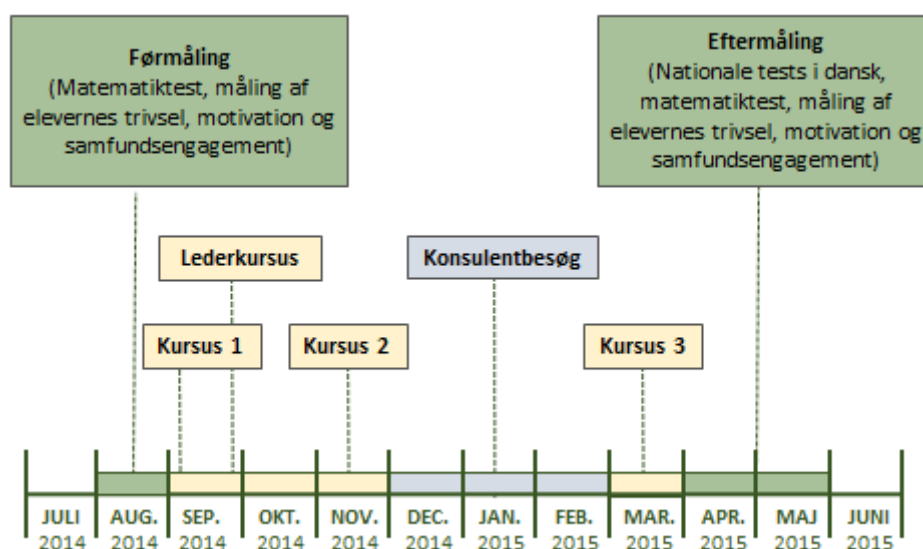 Førmåling
(Matematiktest, måling af
elevernes trivsel, motivation og
samfundsengagement)
Eftermåling
(Nationale tests i dansk,
matematiktest, måling af
elevernes trivsel, motivation og
samfundsengagement)
Lederkursus
Konsulentbesøg
Kursus 1
Kursus 2
Kursus 3
JULI AUG. SEP. OKT. NOV. DEC. JAN. FEB. MAR. APR. MAJ JUNI
2014 2014 2014 2014 2014 2014 2015 2015 2015 2015 2015 2015